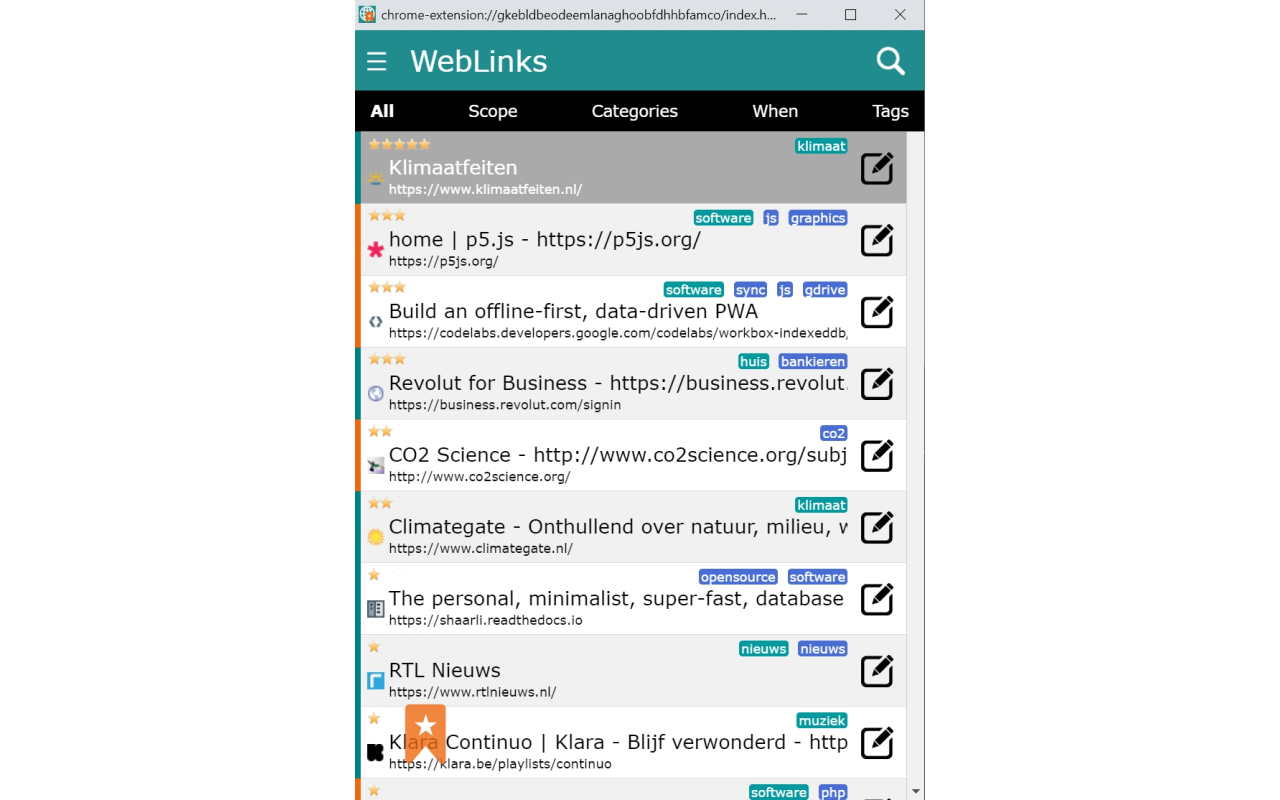 chrome-extension://gkebldbeodeemlanaghoobfdhhbfamco/index.h...
WebLinks
All Scope Categories When Tags
klimaat
Klimaatfeiten
https://www.klimaatfeiten.nl/
software js graphics
home | p5.js - https://p5js.org/
https://p5js.org/
software sync js gdrive
Build an offline-first, data-driven PWA
https://codelabs.developers.google.com/codelabs/workbox-indexeddb/
huis bankieren
Revolut for Business - https://business.revolut.
https://business.revolut.com/signin
co2
CO2 Science - http://www.co2science.org/subj
http://www.co2science.org/
klimaat
Climategate - Onthullend over natuur, milieu, w
https://www.climategate.nl/
opensource software
The personal, minimalist, super-fast, database
https://shaarli.readthedocs.io
nieuws nieuws
RTL Nieuws
https://www.rtlnieuws.nl/
muziek
Klara Continuo | Klara - Blijf verwonderd - http
https://klara.be/playlists/continuo
software php